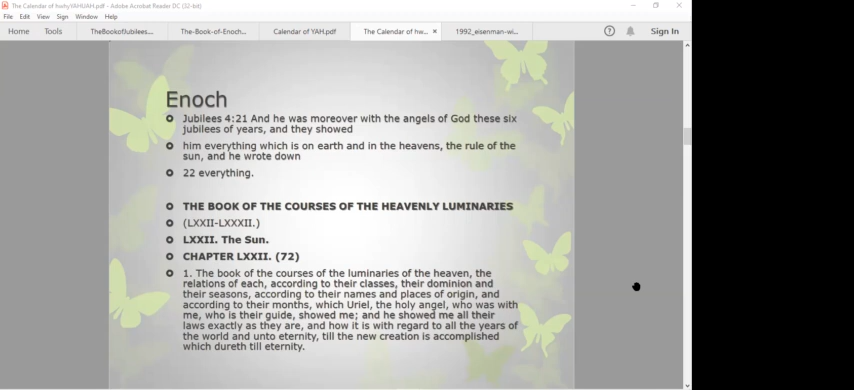 The Calendar of hwhyYAHUAH.pdf - Adobe Acrobat Reader DC (32-bit)
File Edit View Sign Window Help
Home Tools TheBookofJubilees.... The-Book-of-Enoch... Calendar of YAH.pdf The Calendar of hw... × 1992_eisenman-wi... Sign In
Enoch
Jubilees 4:21 And he was moreover with the angels of God these six
jubilees of years, and they showed
him everything which is on earth and in the heavens, the rule of the
sun, and he wrote down
22 everything.
THE BOOK OF THE COURSES OF THE HEAVENLY LUMINARIES
(LXXII-LXXXII.)
LXXII. The Sun.
CHAPTER LXXII. (72)
1. The book of the courses of the luminaries of the heaven, the
relations of each, according to their classes, their dominion and
their seasons, according to their names and places of origin, and
according to their months, which Uriel, the holy angel, who was with
me, who is their guide, showed me; and he showed me all their
laws exactly as they are, and how it is with regard to all the years of
the world and unto eternity, till the new creation is accomplished
which dureth till eternity.